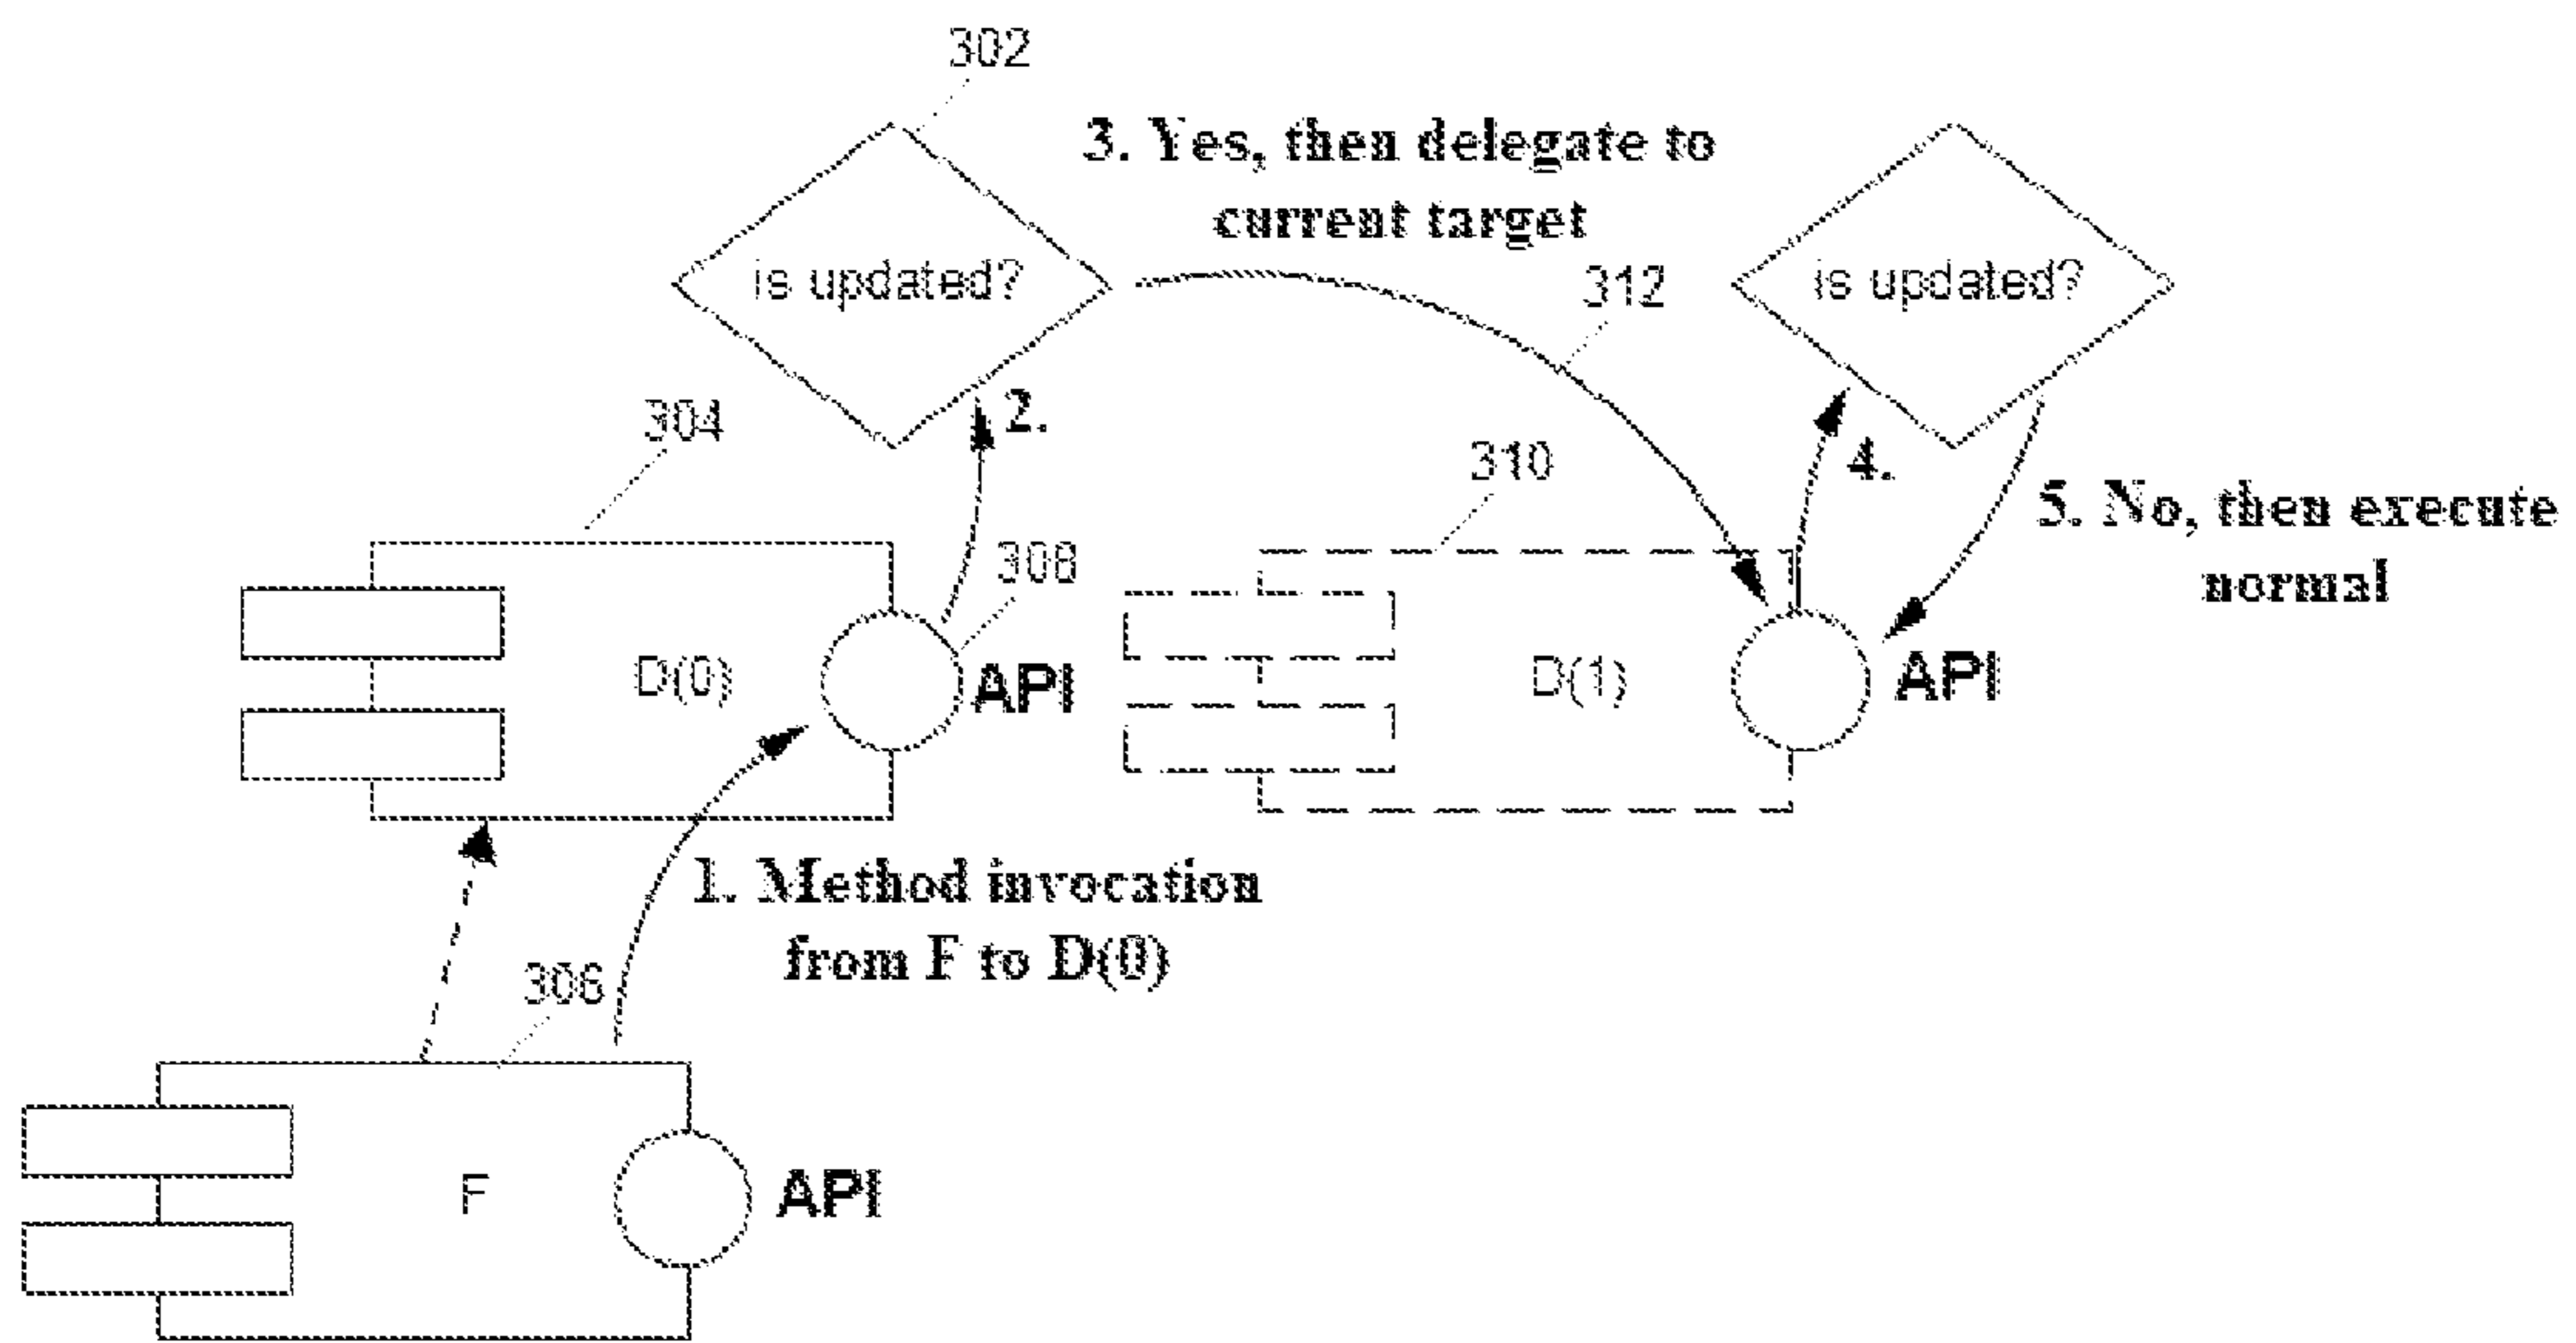 302
3. Yes, then delegate to
current target
is updated?
312
is updated?
304
2.
310
4.
5. No, then execute
normal
308
D(0)
API
D(1)
API
1. Method invocation
from F to D(0)
306
F
API